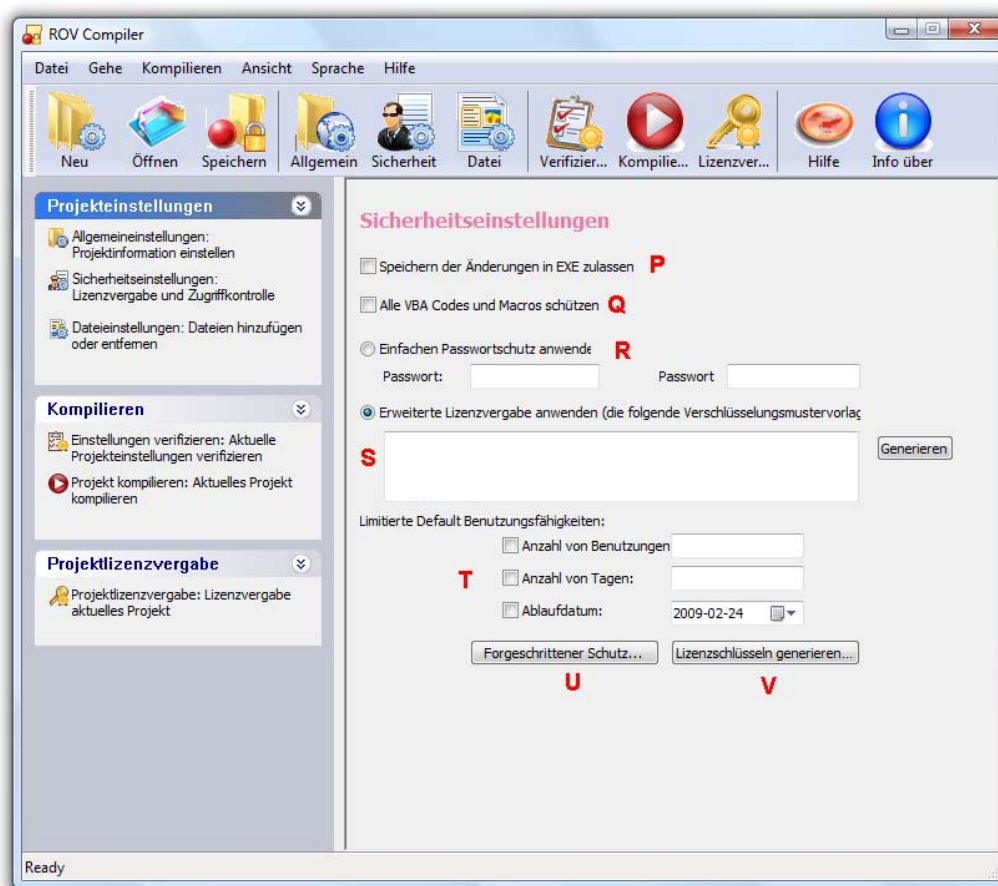 ROV Compiler
Datei Gehe Kompilieren Ansicht Sprache Hilfe
Neu Öffnen Speichern Allgemein Sicherheit Datei Verifizier... Kompilie... Lizenzver... Hilfe Info über
Projekteinstellungen
Allgemeineinstellungen:
Projektinformation einstellen
Sicherheitseinstellungen:
Lizenzvergabe und Zugriffkontrolle
Dateieinstellungen: Dateien hinzufügen
oder entfernen
Kompilieren
Einstellungen verifizieren: Aktuelle
Projekteinstellungen verifizieren
Projekt kompilieren: Aktuelles Projekt
kompilieren
Projektlizenzvergabe
Projektlizenzvergabe: Lizenzvergabe
aktuelles Projekt
Sicherheitseinstellungen
Speichern der Änderungen in EXE zulassen P
Alle VBA Codes und Macros schützen Q
Einfachen Passwortschutz anwende R
Passwort: Passwort
Erweiterte Lizenzvergabe anwenden (die folgende Verschlüsselungsmustervorlag
S Generieren
Limitierte Default Benutzungsfähigkeiten:
Anzahl von Benutzungen
T Anzahl von Tagen:
Ablaufdatum: 2009-02-24
Forgeschrittener Schutz... Lizenzschlüsseln generieren...
U V
Ready